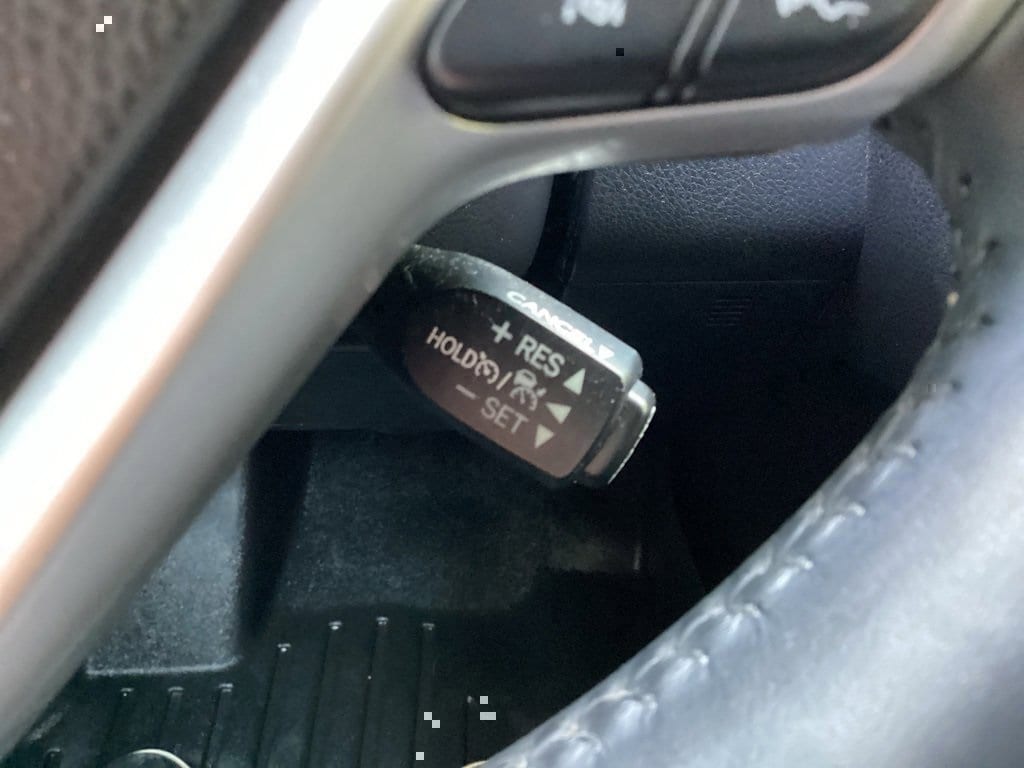 CANCEL▼
+ RES ▲
HOLD / ◀
− SET ▼